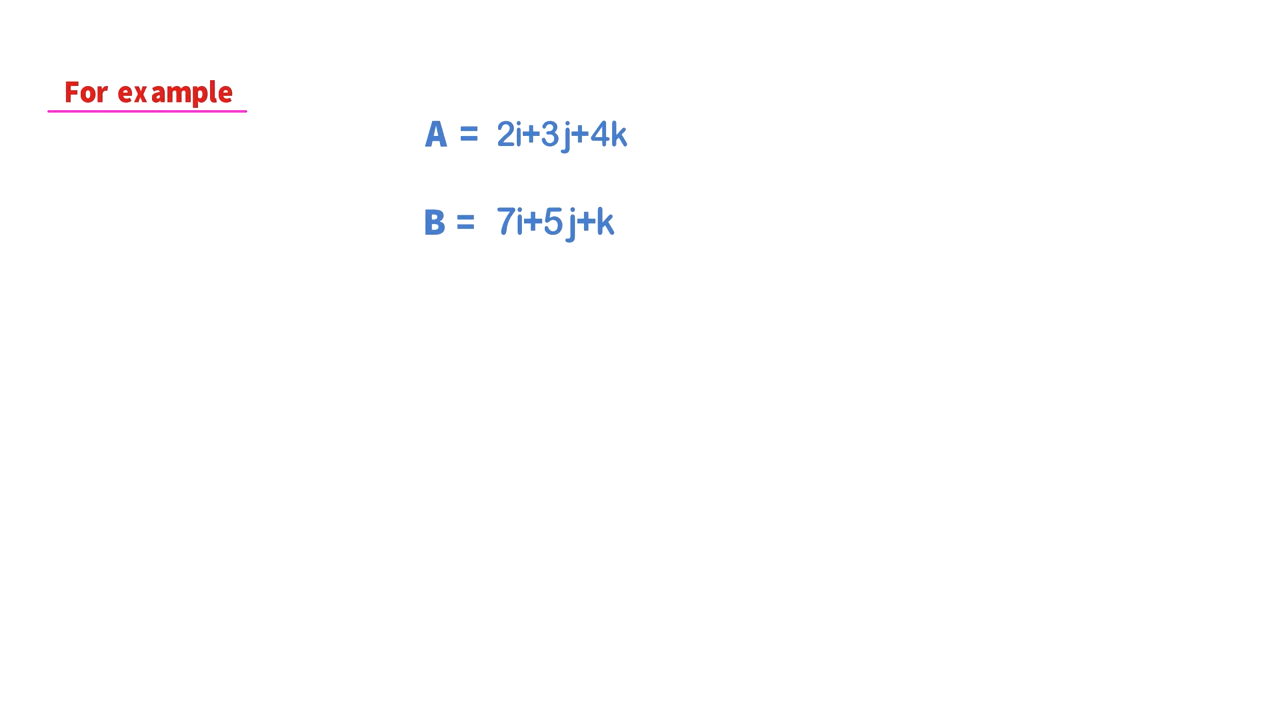 For example
A = 2i+3j+4k
B = 7i+5j+k